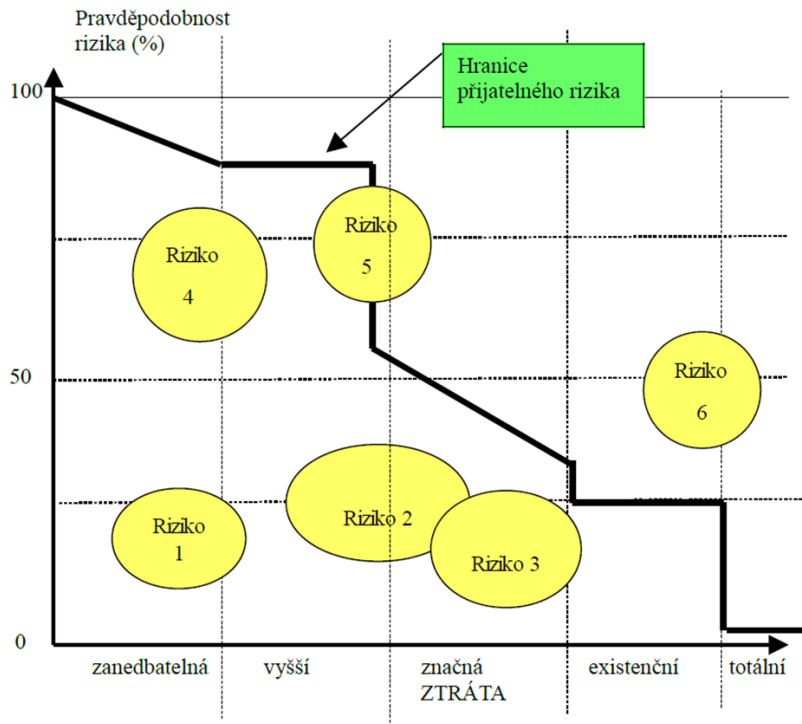 Pravděpodobnost
rizika (%)
Hranice
přijatelného rizika
100
Riziko
5
Riziko
4
50
Riziko
6
Riziko 2
Riziko
1
Riziko 3
0
zanedbatelná
vyšší
značná
existenční
totální
ZTRÁTA